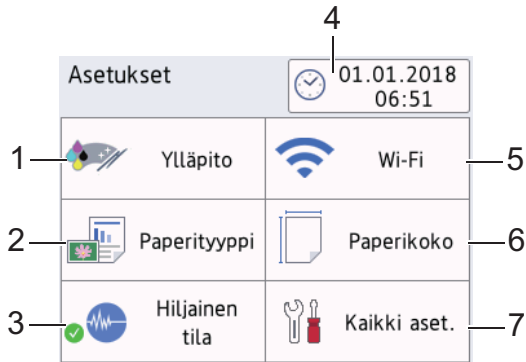 4
Asetukset
01.01.2018
06:51
1
Ylläpito
Wi-Fi
5
2
Paperityyppi
Paperikoko
6
3
Hiljainen
tila
Kaikki aset.
7